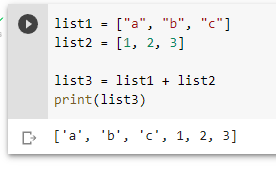 list1 = ["a", "b", "c"]
list2 = [1, 2, 3]
list3 = list1 + list2
print(list3)
['a', 'b', 'c', 1, 2, 3]